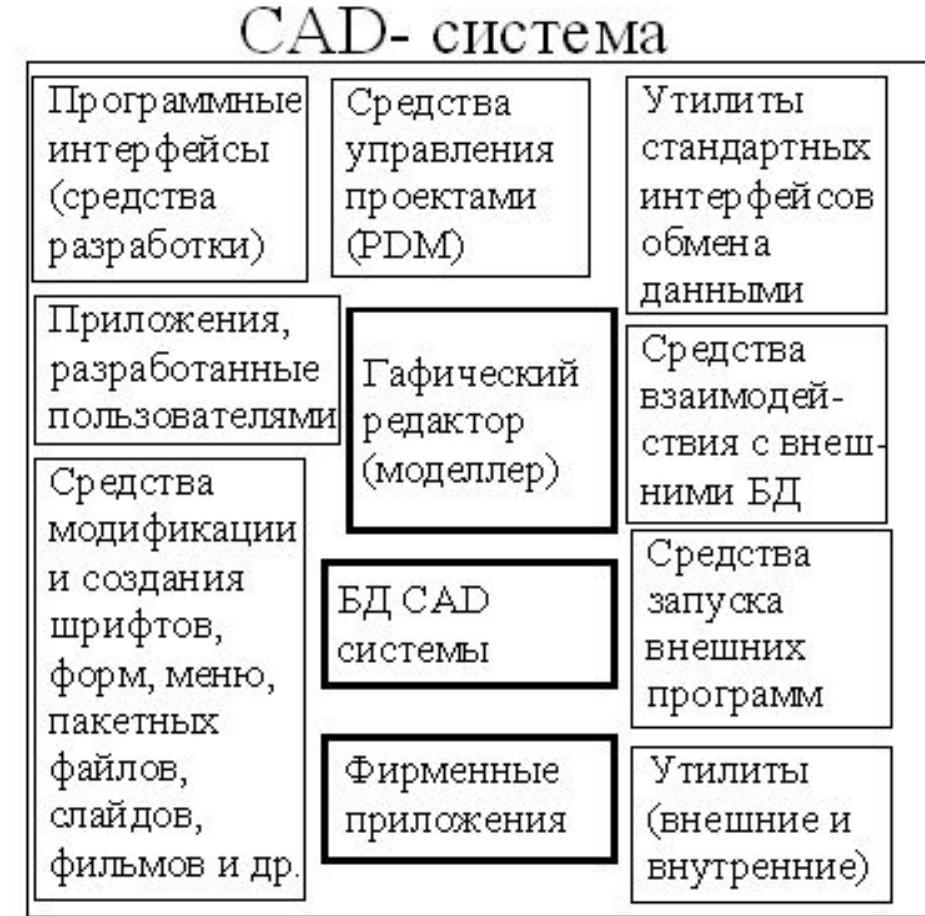 CAD- система
Программные
интерфейсы
(средства
разработки)
Средства
управления
проектами
(PDM)
Утилиты
стандартных
интерфейсов
обмена
данными
Приложения,
разработанные
пользователями
Гафический
редактор
(моделлер)
Средства
взаимодей-
ствия с внеш-
ними БД
Средства
модификации
и создания
шрифтов,
форм, меню,
пакетных
файлов,
слайдов,
фильмов и др.
БД CAD
системы
Средства
запуска
внешних
программ
Фирменные
приложения
Утилиты
(внешние и
внутренние)